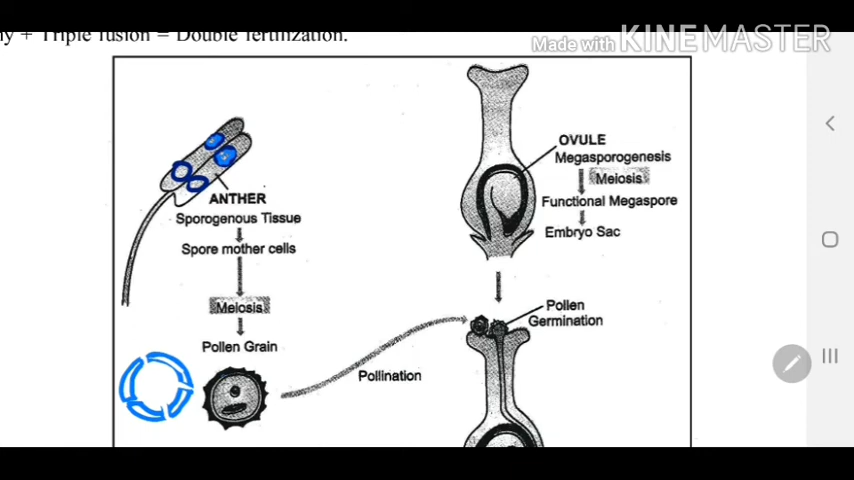 ny + Triple fusion = Double fertilization.
Made with KINEMASTER
OVULE
Megasporogenesis
Meiosis
Functional Megaspore
Embryo Sac
ANTHER
Sporogenous Tissue
Spore mother cells
Meiosis
Pollen Grain
Pollination
Pollen
Germination